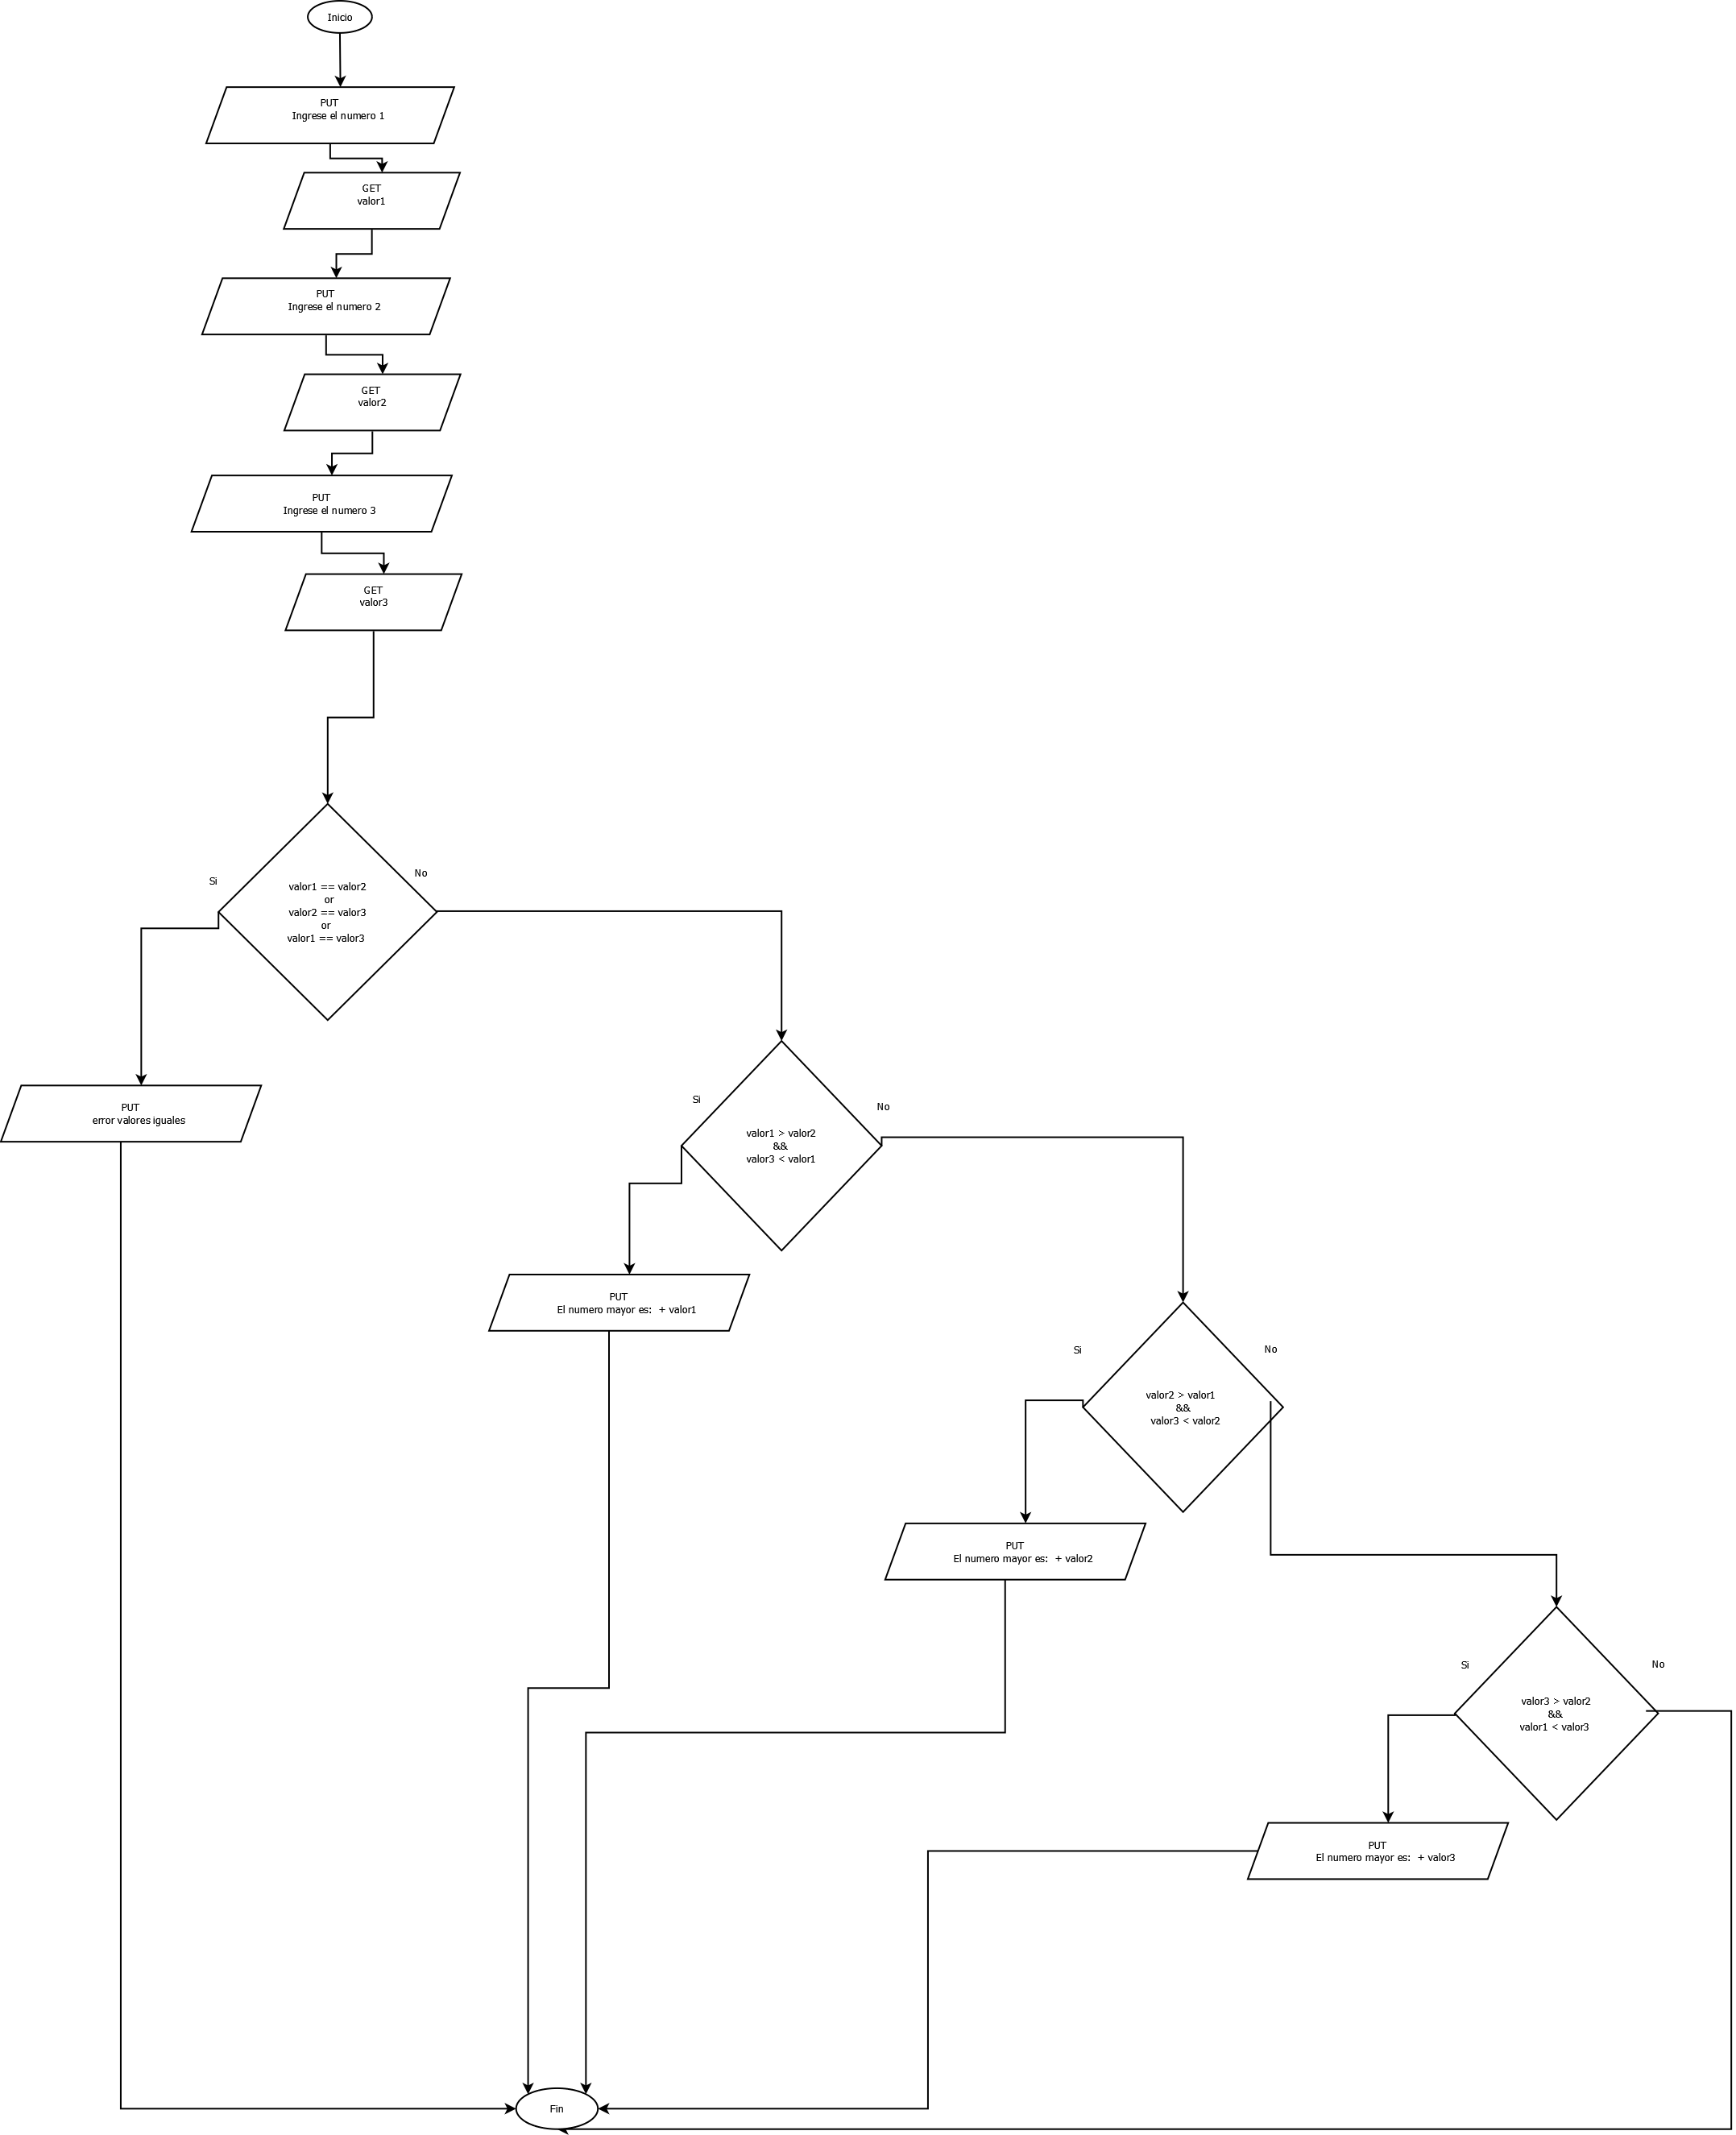 Inicio
PUT
Ingrese el numero 1
GET
valor1
PUT
Ingrese el numero 2
GET
valor2
PUT
Ingrese el numero 3
GET
valor3
Si
No
valor1 == valor2
or
valor2 == valor3
or
valor1 == valor3
PUT
error valores iguales
Si
No
valor1 > valor2
&&
valor3 < valor1
PUT
El numero mayor es: + valor1
Si
No
valor2 > valor1
&&
valor3 < valor2
PUT
El numero mayor es: + valor2
Si
No
valor3 > valor2
&&
valor1 < valor3
PUT
El numero mayor es: + valor3
Fin